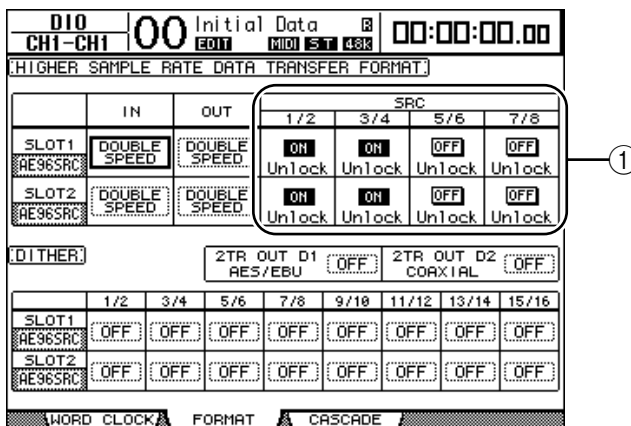 DIO
CH1-CH1
00
Initial Data
EDIT
MIDI ST 48K
00:00:00.00
HIGHER SAMPLE RATE DATA TRANSFER FORMAT
IN OUT SRC
1/2 3/4 5/6 7/8
SLOT1 DOUBLE SPEED DOUBLE SPEED ON ON OFF OFF
AE96SRC Unlock Unlock Unlock Unlock
SLOT2 DOUBLE SPEED DOUBLE SPEED ON ON OFF OFF
AE96SRC Unlock Unlock Unlock Unlock
1
DITHER
2TR OUT D1 AES/EBU OFF 2TR OUT D2 COAXIAL OFF
1/2 3/4 5/6 7/8 9/10 11/12 13/14 15/16
SLOT1
AE96SRC OFF OFF OFF OFF OFF OFF OFF OFF
SLOT2
AE96SRC OFF OFF OFF OFF OFF OFF OFF OFF
WORD CLOCK FORMAT CASCADE